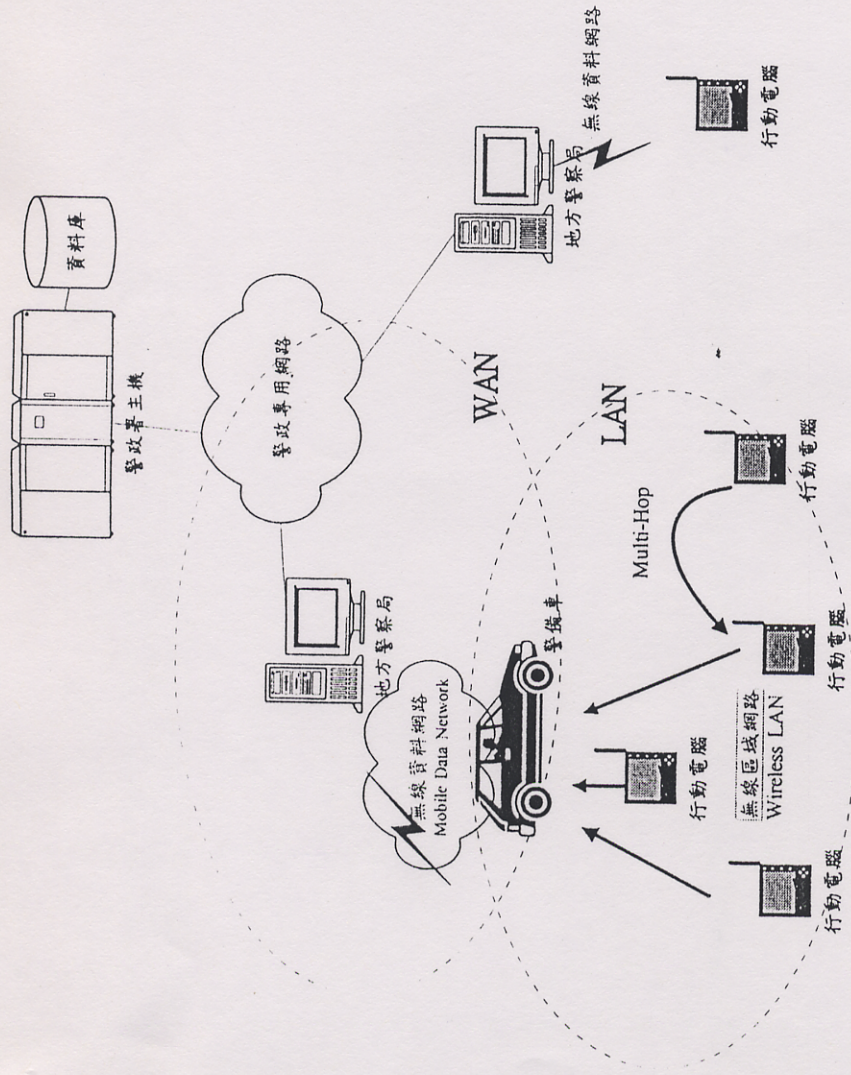 資料庫
警政署主機
警政專用網路
地方警察局
地方警察局
無線資料網路
行動電腦
無線資料網路
Mobile Data Network
WAN
警備車
LAN
Multi-Hop
行動電腦
行動電腦
行動電腦
行動電腦
無線區域網路
Wireless LAN